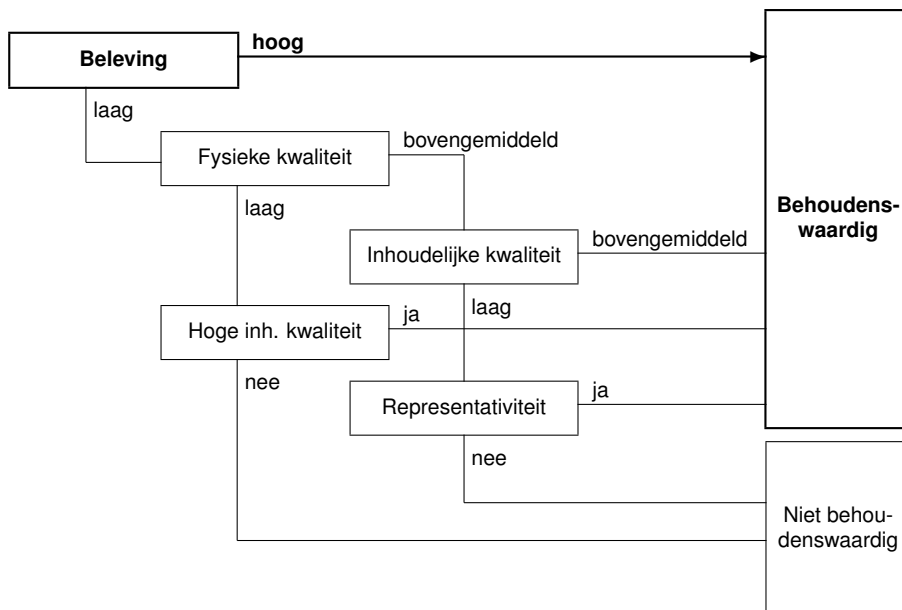 hoog
Beleving
laag
bovengemiddeld
Fysieke kwaliteit
laag
Behoudens-
waardig
bovengemiddeld
Inhoudelijke kwaliteit
laag
ja
Hoge inh. kwaliteit
nee
ja
Representativiteit
nee
Niet behou-
denswaardig